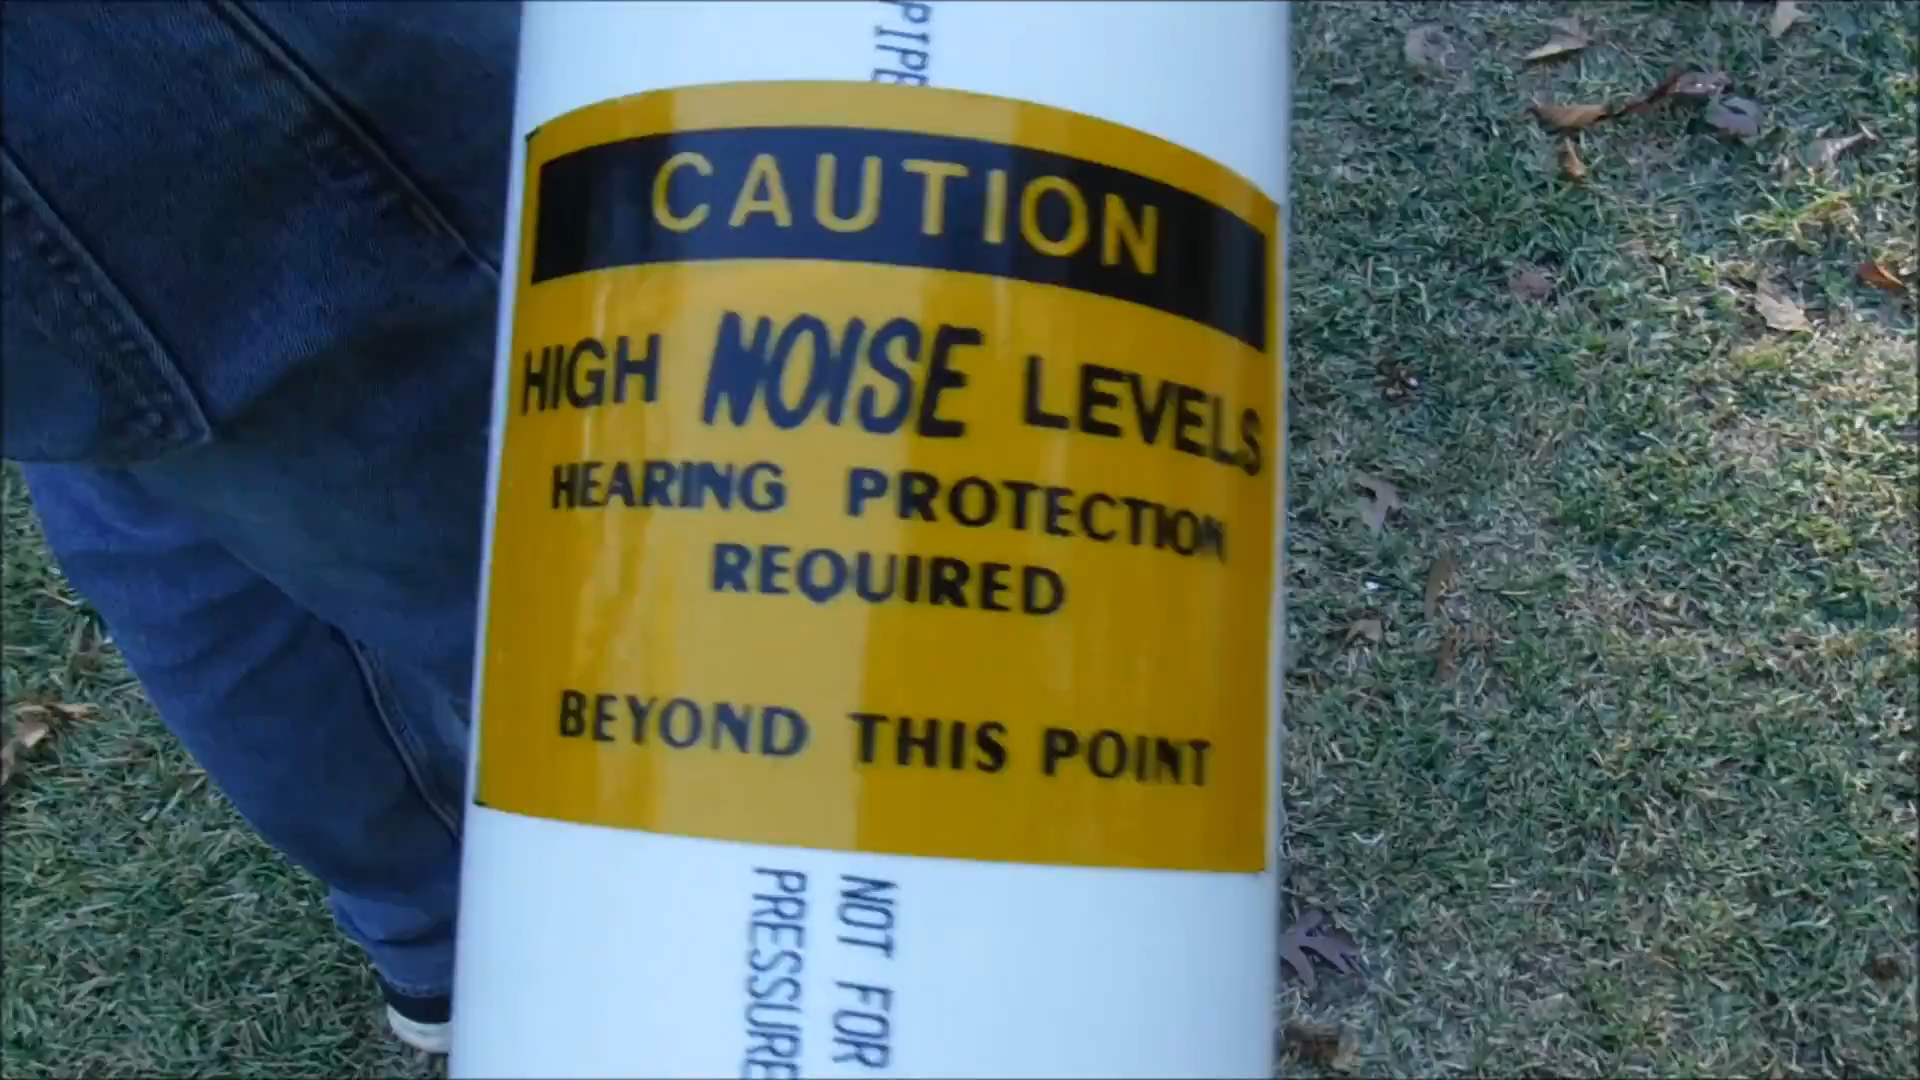 PIPE
CAUTION
HIGH NOISE LEVELS
HEARING PROTECTION
REQUIRED
BEYOND THIS POINT
NOT FOR
PRESSURE